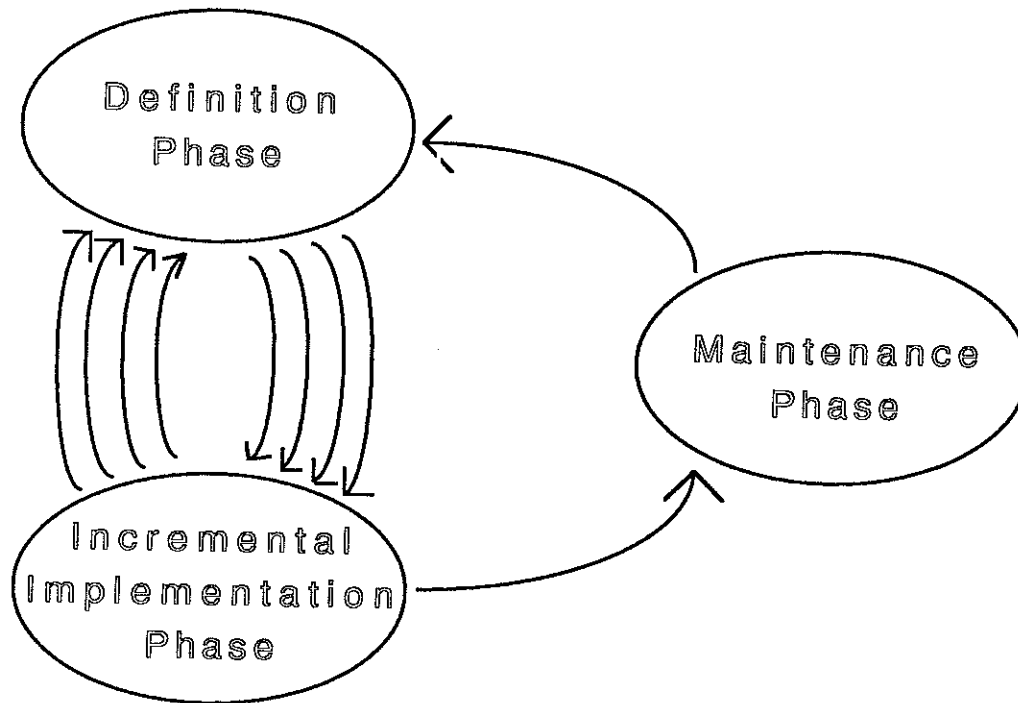 Definition
Phase
Maintenance
Phase
Incremental
Implementation
Phase